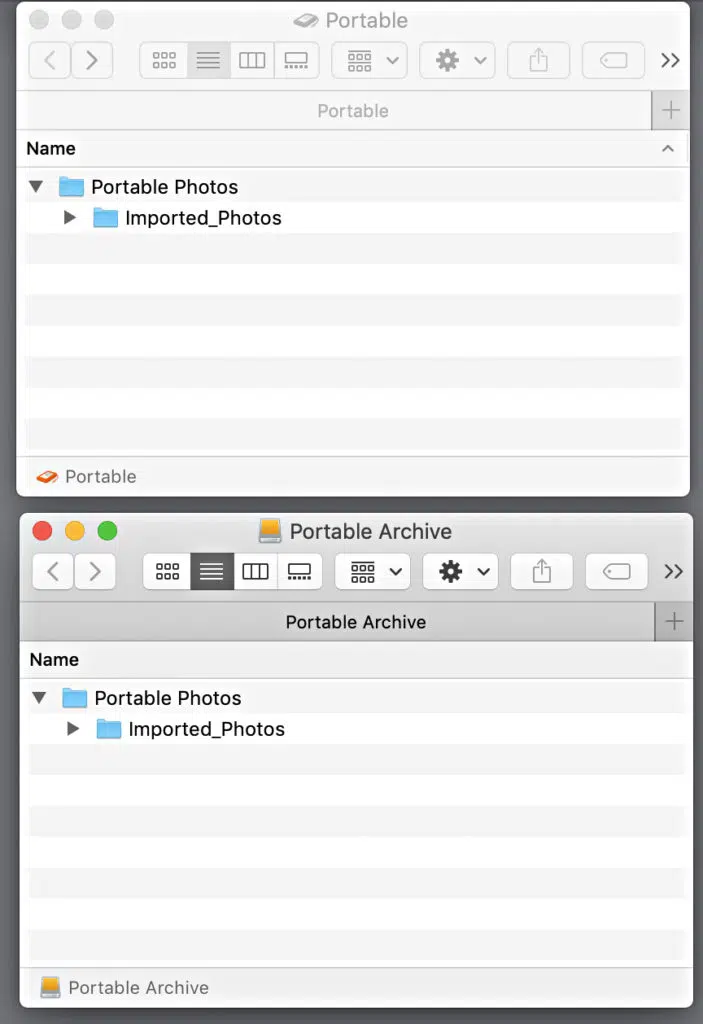 Portable
Portable
Name
Portable Photos
Imported_Photos
Portable
Portable Archive
Portable Archive
Name
Portable Photos
Imported_Photos
Portable Archive